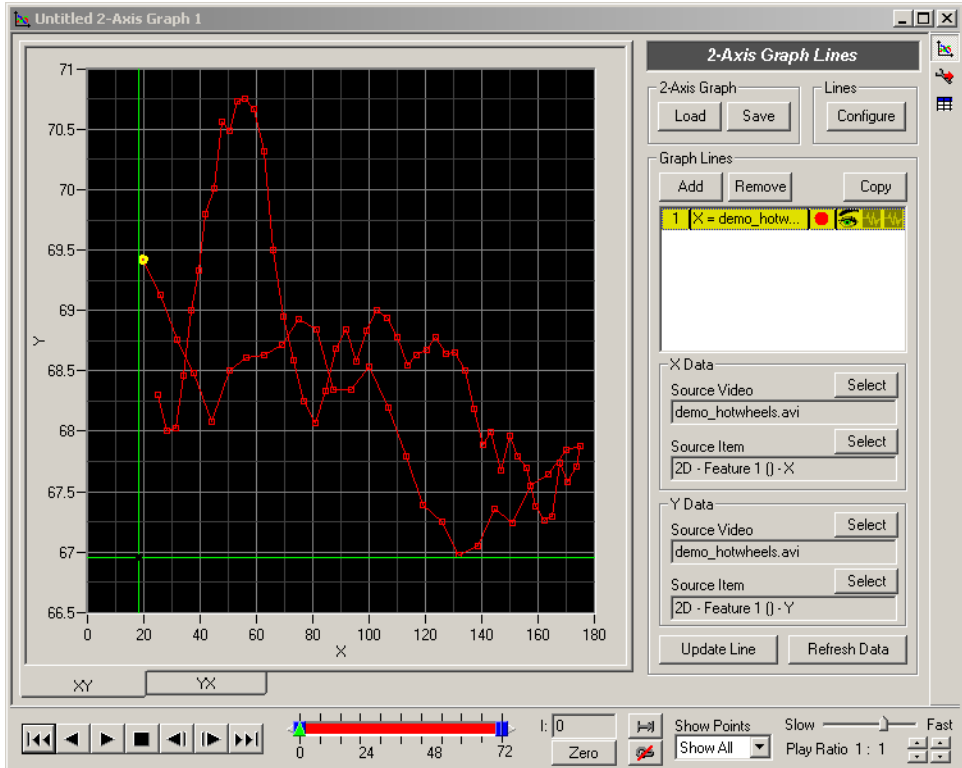 Untitled 2-Axis Graph 1
71
70.5
70
69.5
69
68.5
68
67.5
67
66.5
Y
0 20 40 60 80 100 120 140 160 180
X
XY YX
2-Axis Graph Lines
2-Axis Graph
Load Save
Lines
Configure
Graph Lines
Add Remove Copy
1 X = demo_hotw...
X Data
Source Video Select
demo_hotwheels.avi
Source Item Select
2D - Feature 1 () - X
Y Data
Source Video Select
demo_hotwheels.avi
Source Item Select
2D - Feature 1 () - Y
Update Line Refresh Data
0 24 48 72
I: 0
Zero
Show Points
Show All
Slow Fast
Play Ratio 1 : 1